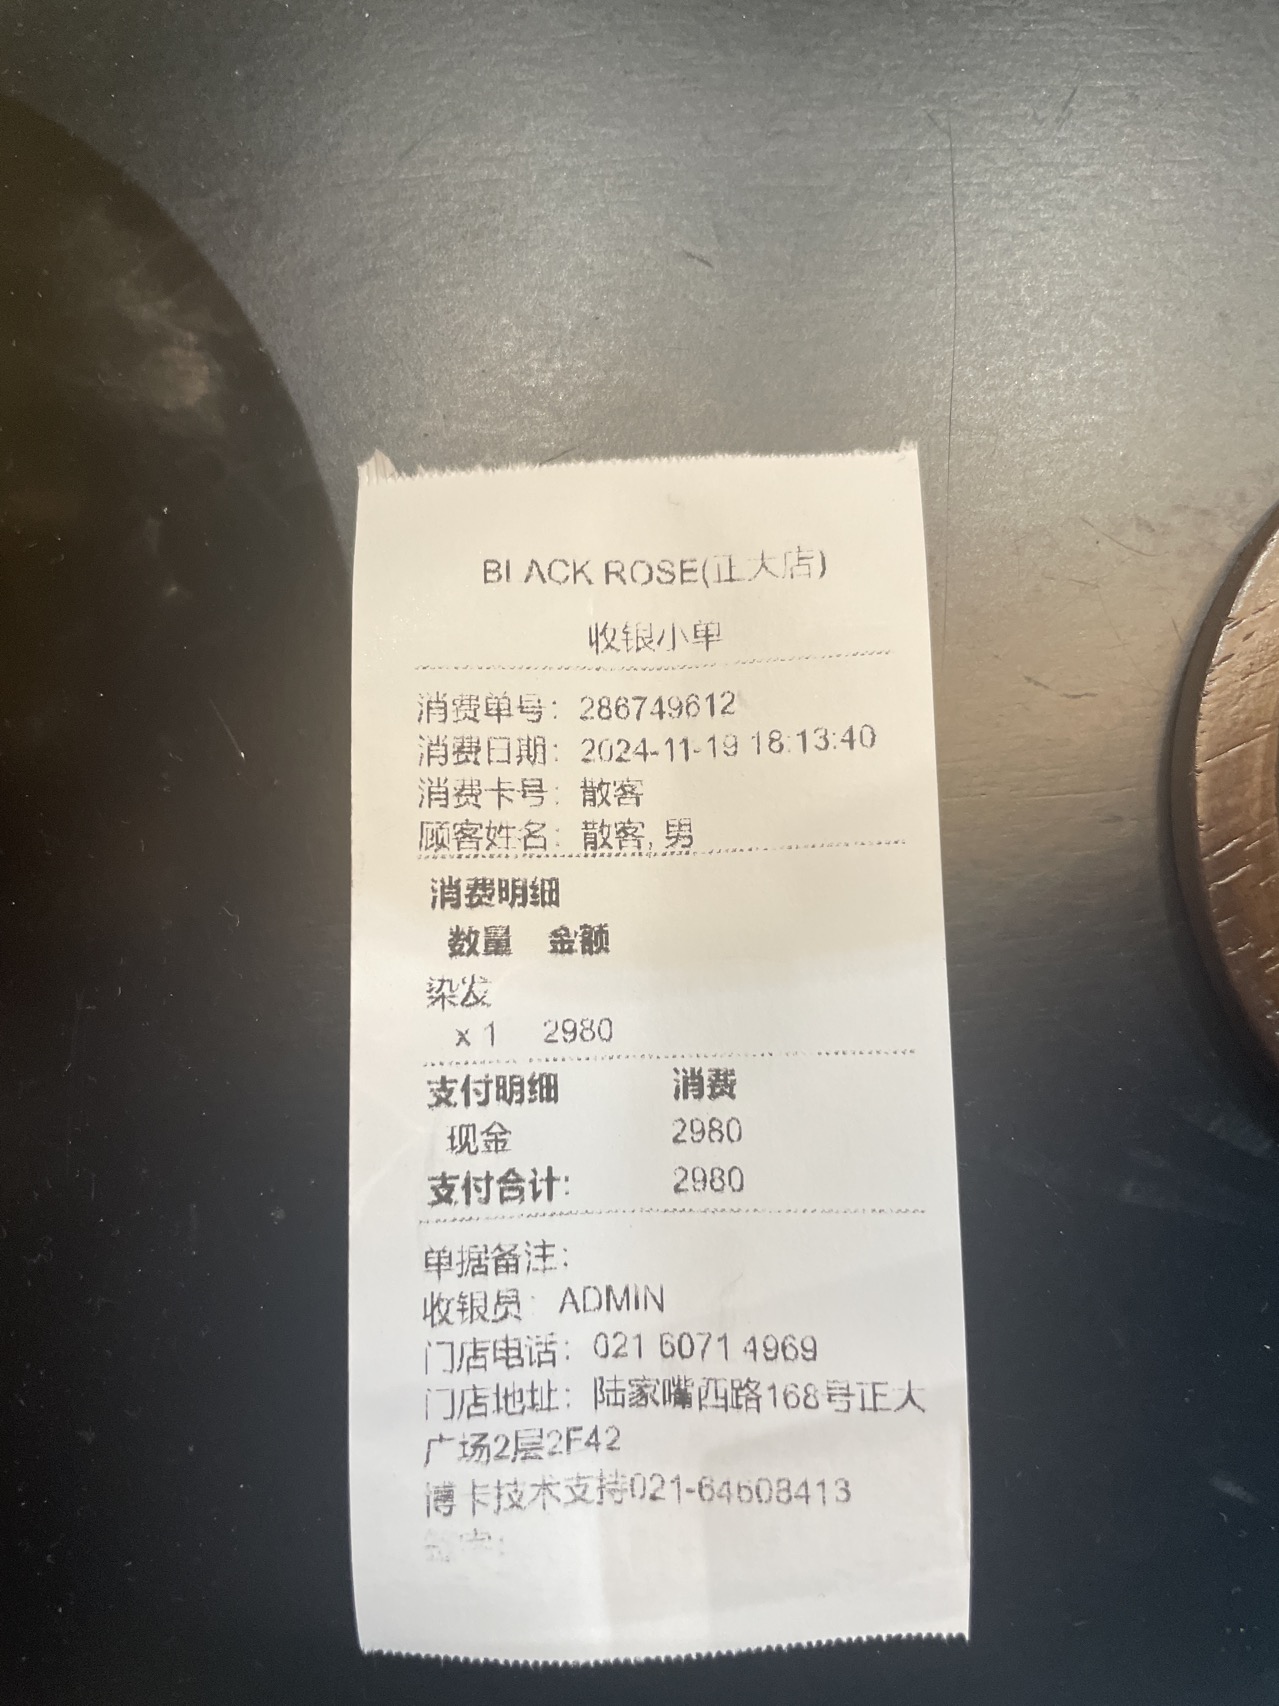 BLACK ROSE(正大店)
收银小单
消费单号: 286749612
消费日期: 2024-11-19 18:13:40
消费卡号: 散客
顾客姓名: 散客, 男
消费明细
数量 金额
染发
x 1 2980
支付明细 消费
现金 2980
支付合计: 2980
单据备注:
收银员: ADMIN
门店电话: 021 6071 4969
门店地址: 陆家嘴西路168号正大
广场2层2F42
博卡技术支持021-64608413